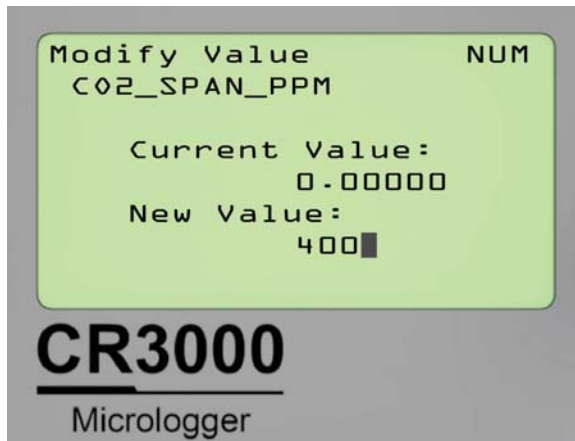 Modify Value NUM
CO2_SPAN_PPM
Current Value:
0.00000
New Value:
400
CR3000
Micrologger